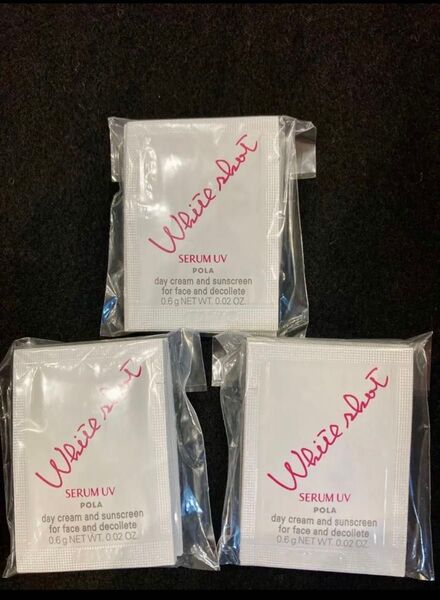 White shot
SERUM UV
POLA
day cream and sunscreen
for face and decollete
0.6 g NET WT. 0.02 OZ.
White shot
SERUM UV
POLA
day cream and sunscreen
for face and decollete
0.6 g NET WT. 0.02 OZ.
White shot
SERUM UV
POLA
day cream and sunscreen
for face and decollete
0.6 g NET WT. 0.02 OZ.